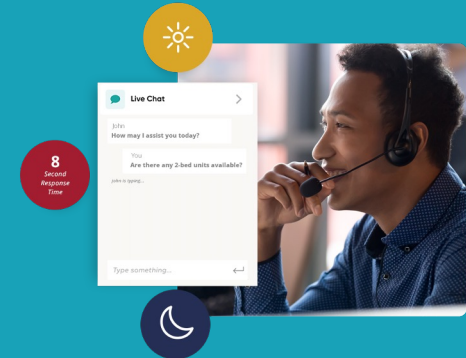 Live Chat
John
How may I assist you today?
You
Are there any 2-bed units available?
John is typing...
8
Second
Response
Time
Type something...